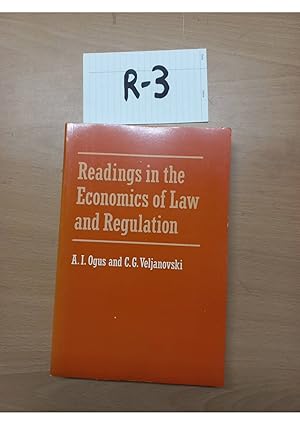 R-3
Readings in the
Economics of Law
and Regulation
A. I. Ogus and C. G. Veljanovski